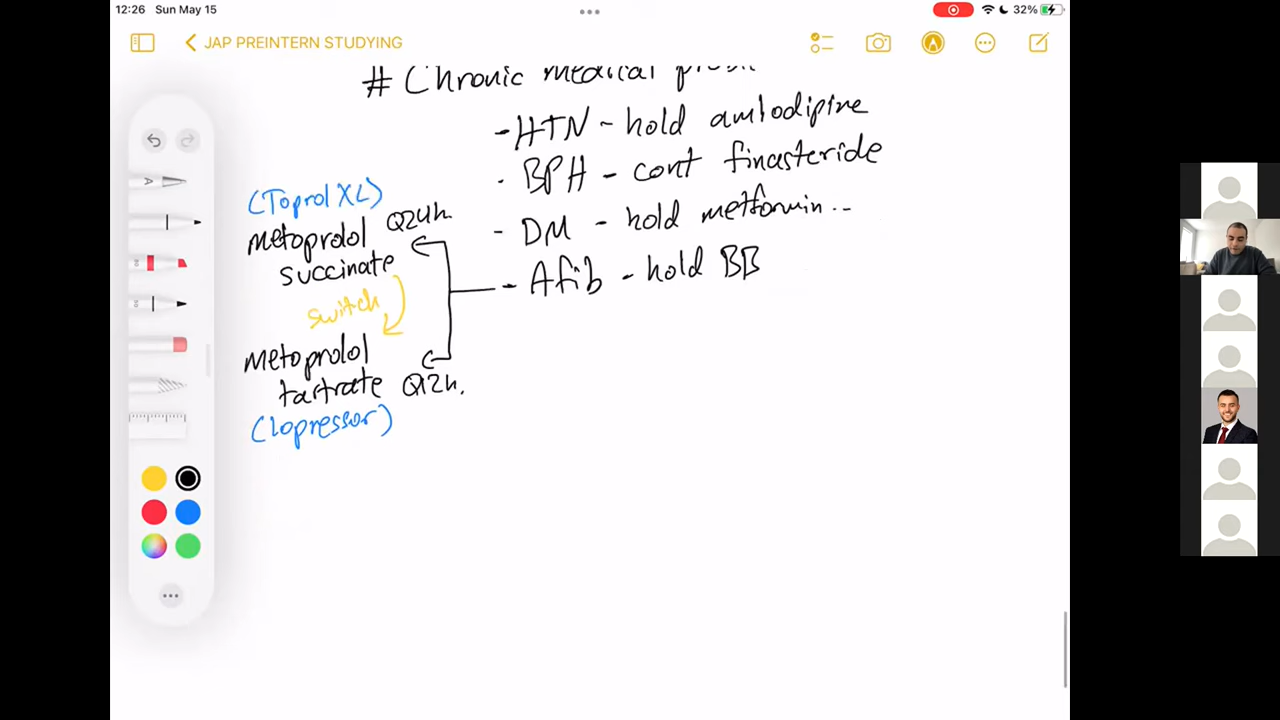 12:26 Sun May 15
32%
JAP PREINTERN STUDYING
# Chronic medical
- HTN - hold amlodipine
- BPH - cont finasteride
- DM - hold metformin..
- Afib - hold BB
(Toprol XL)
metoprolol Q24h.
succinate
switch
metoprolol
tartrate Q12h.
(lopressor)